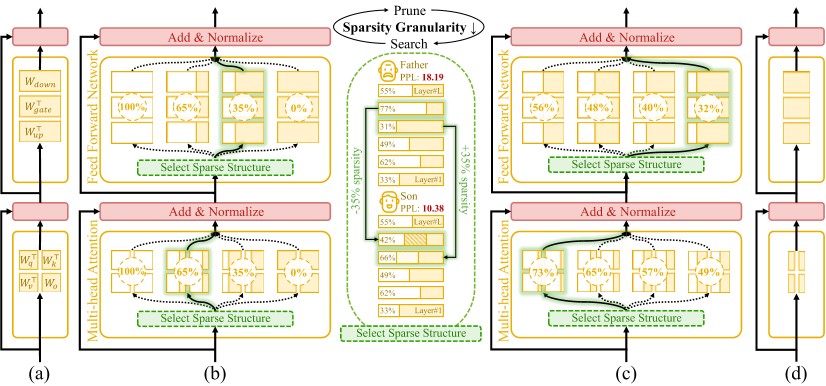 W_down
W_gate^⊤
W_up^⊤
W_q^⊤ W_k^⊤
W_v^⊤ W_o
(a)
Add & Normalize
Feed Forward Network
100% 65% 35% 0%
Select Sparse Structure
Add & Normalize
Multi-head Attention
100% 65% 35% 0%
Select Sparse Structure
(b)
Prune
Sparsity Granularity ↓
Search
Father
PPL: 18.19
55% Layer#L
77%
31%
49%
62%
33% Layer#1
-35% sparsity
+35% sparsity
Son
PPL: 10.38
55% Layer#L
42%
66%
49%
62%
33% Layer#1
Select Sparse Structure
Add & Normalize
Feed Forward Network
56% 48% 40% 32%
Select Sparse Structure
Add & Normalize
Multi-head Attention
73% 65% 57% 49%
Select Sparse Structure
(c)
(d)